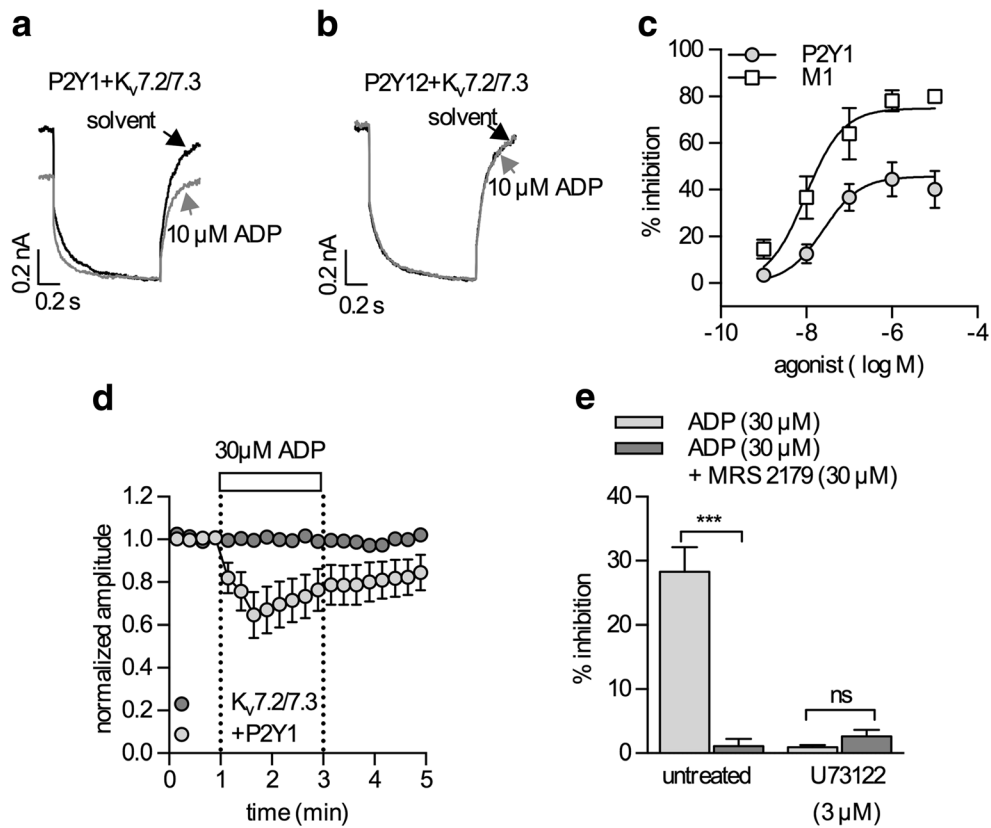 a
P2Y1+Kv7.2/7.3
solvent
10 µM ADP
0.2 nA
0.2 s
b
P2Y12+Kv7.2/7.3
solvent
10 µM ADP
0.2 nA
0.2 s
c
P2Y1
M1
% inhibition
100
80
60
40
20
0
-10 -8 -6 -4
agonist ( log M)
d
30µM ADP
normalized amplitude
1.2
1.0
0.8
0.6
0.4
0.2
0.0
Kv7.2/7.3
+P2Y1
0 1 2 3 4 5
time (min)
e
ADP (30 µM)
ADP (30 µM)
+ MRS 2179 (30 µM)
% inhibition
40
30
20
10
0
***
ns
untreated U73122
(3 µM)